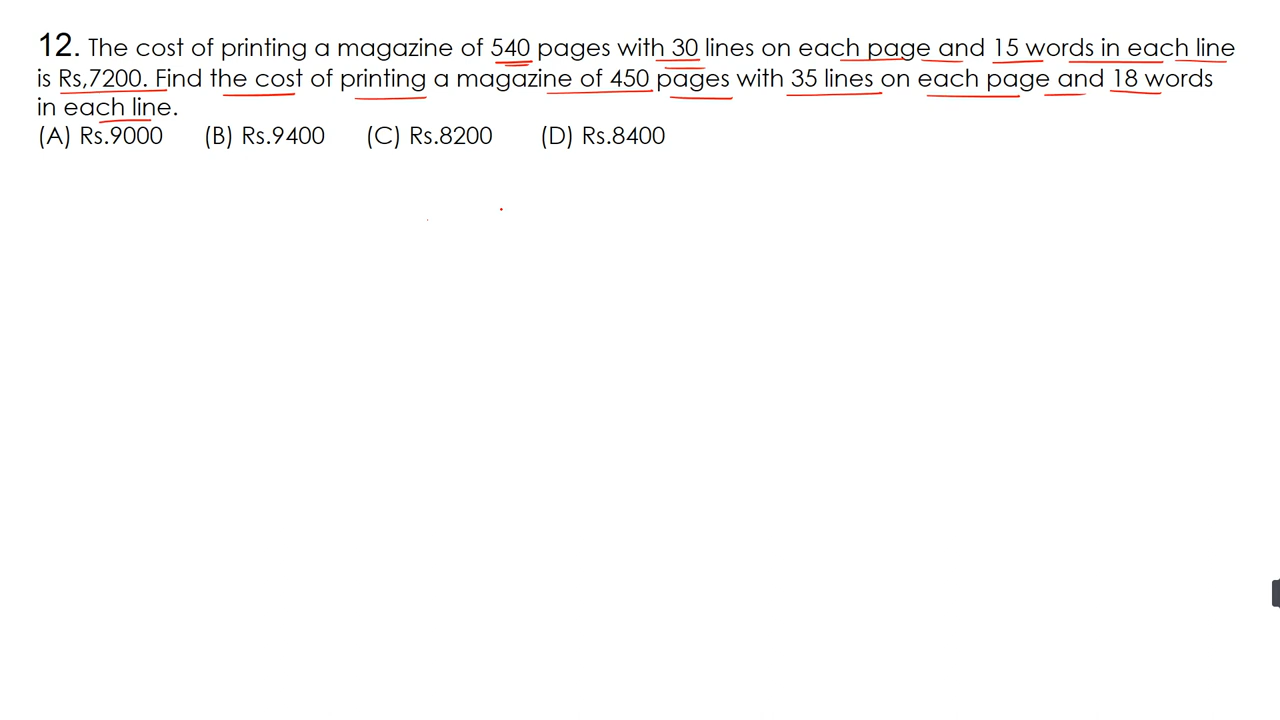 12. The cost of printing a magazine of 540 pages with 30 lines on each page and 15 words in each line
is Rs,7200. Find the cost of printing a magazine of 450 pages with 35 lines on each page and 18 words
in each line.
(A) Rs.9000 (B) Rs.9400 (C) Rs.8200 (D) Rs.8400